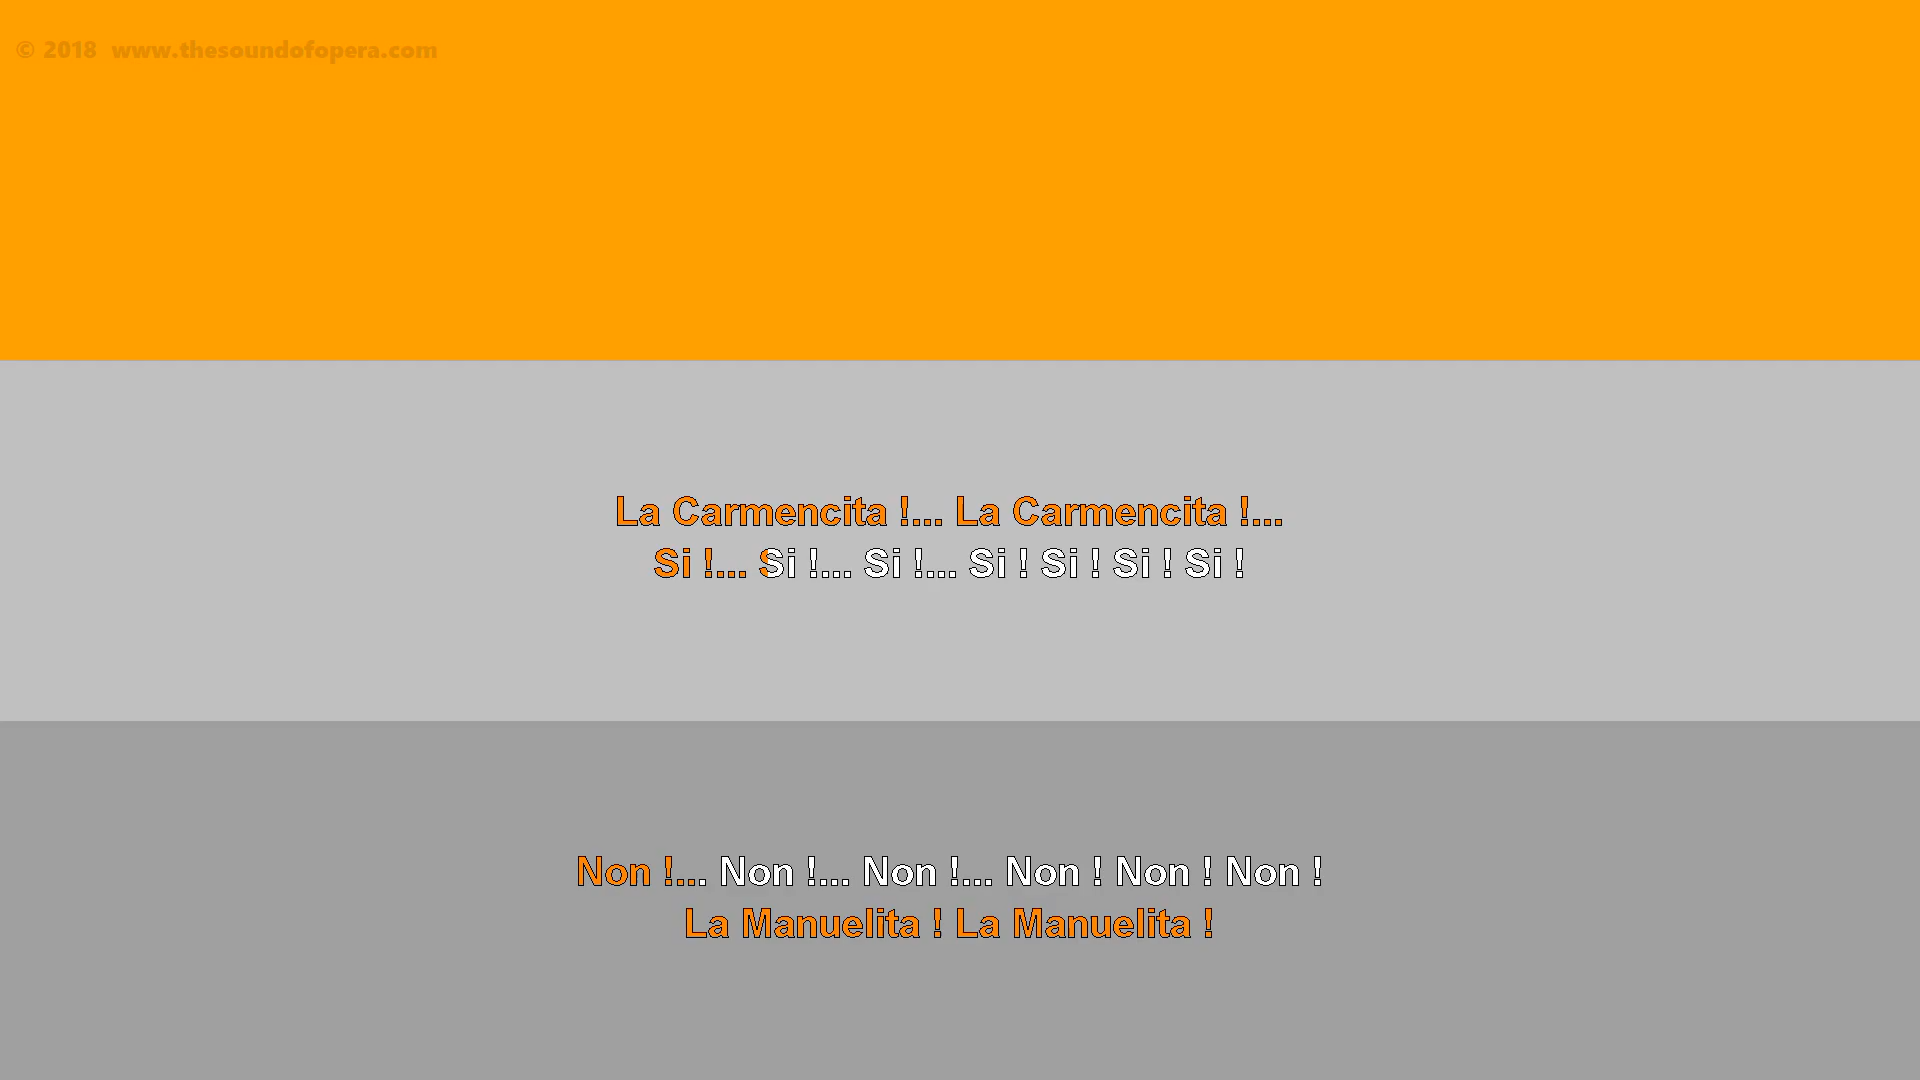 © 2018 www.thesoundofopera.com
La Carmencita !... La Carmencita !...
Si !... Si !... Si !... Si ! Si ! Si ! Si !
Non !... Non !... Non !... Non ! Non ! Non !
La Manuelita ! La Manuelita !